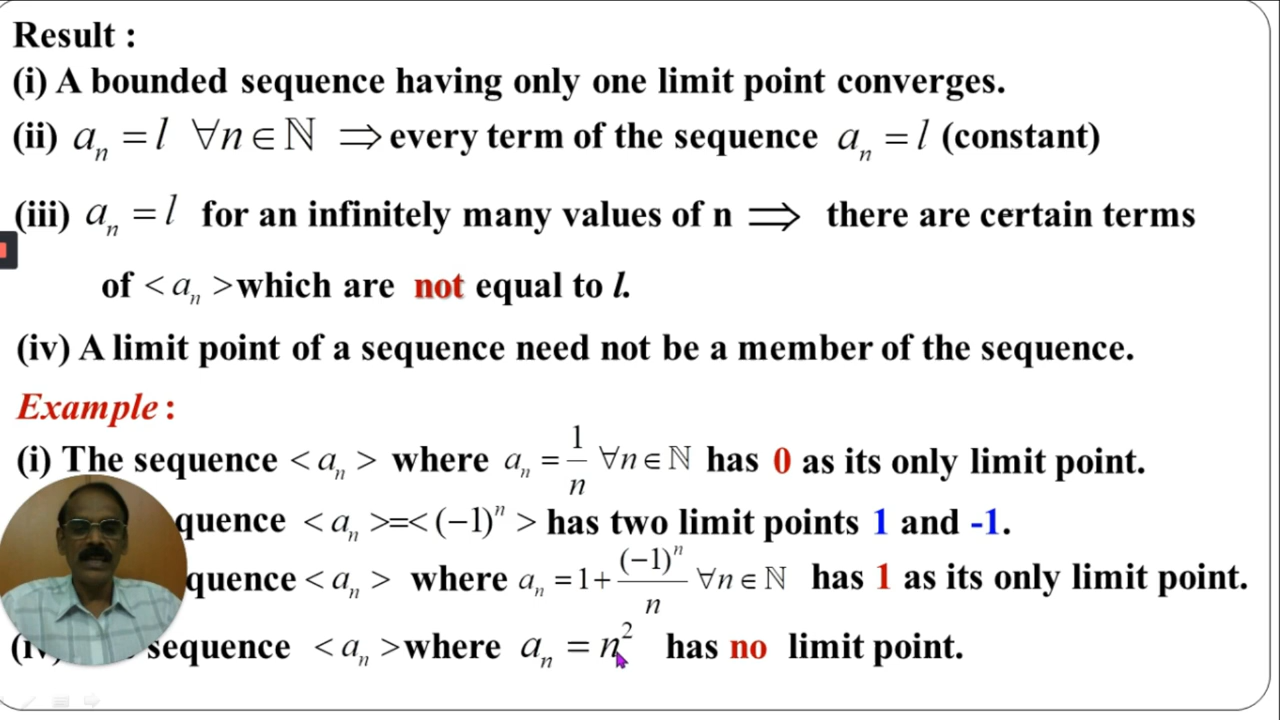 Result :
(i) A bounded sequence having only one limit point converges.
(ii) aₙ = l ∀n ∈ ℕ ⇒ every term of the sequence aₙ = l (constant)
(iii) aₙ = l for an infinitely many values of n ⇒ there are certain terms
of < aₙ > which are not equal to l.
(iv) A limit point of a sequence need not be a member of the sequence.
Example :
(i) The sequence < aₙ > where aₙ = 1/n ∀n ∈ ℕ has 0 as its only limit point.
quence < aₙ >=< (−1)ⁿ > has two limit points 1 and -1.
quence < aₙ > where aₙ = 1 + (−1)ⁿ/n ∀n ∈ ℕ has 1 as its only limit point.
sequence < aₙ > where aₙ = n² has no limit point.